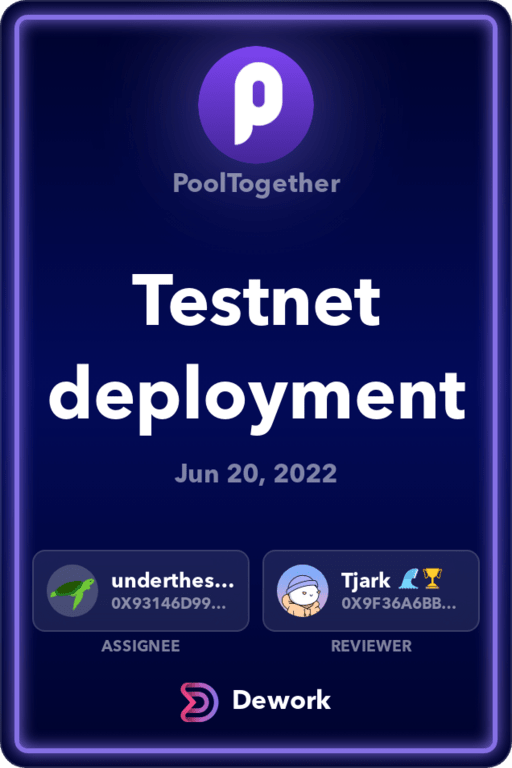 PoolTogether
Testnet
deployment
Jun 20, 2022
underthes...
0X93146D99...
Tjark 🌊🏆
0X9F36A6BB...
ASSIGNEE
REVIEWER
Dework